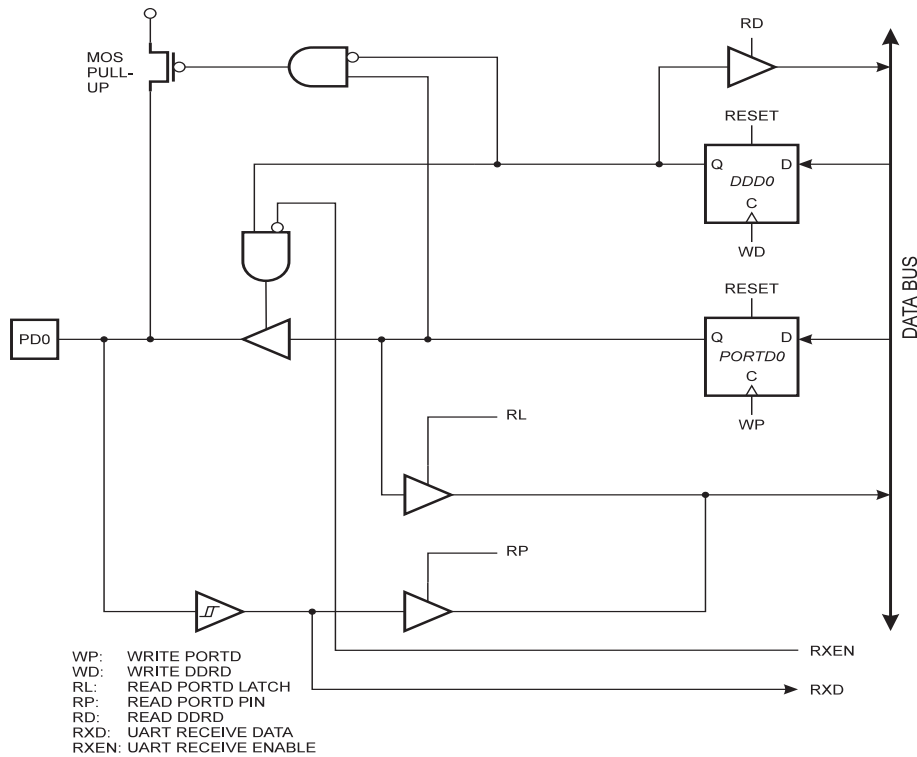 RD
MOS
PULL-
UP
RESET
Q D
DDD0
C
WD
RESET
PD0
Q D
PORTD0
C
WP
DATA BUS
RL
RP
WP: WRITE PORTD
WD: WRITE DDRD
RL: READ PORTD LATCH
RP: READ PORTD PIN
RD: READ DDRD
RXD: UART RECEIVE DATA
RXEN: UART RECEIVE ENABLE
RXEN
RXD